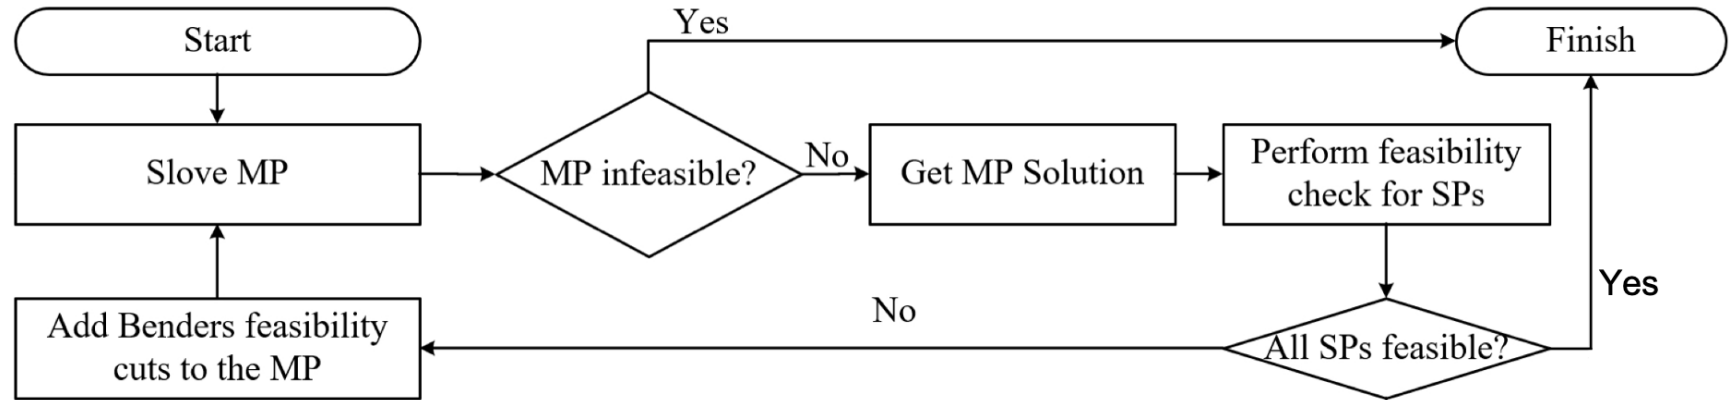 Start
Yes
Finish
Slove MP
MP infeasible?
No
Get MP Solution
Perform feasibility
check for SPs
Yes
Add Benders feasibility
cuts to the MP
No
All SPs feasible?